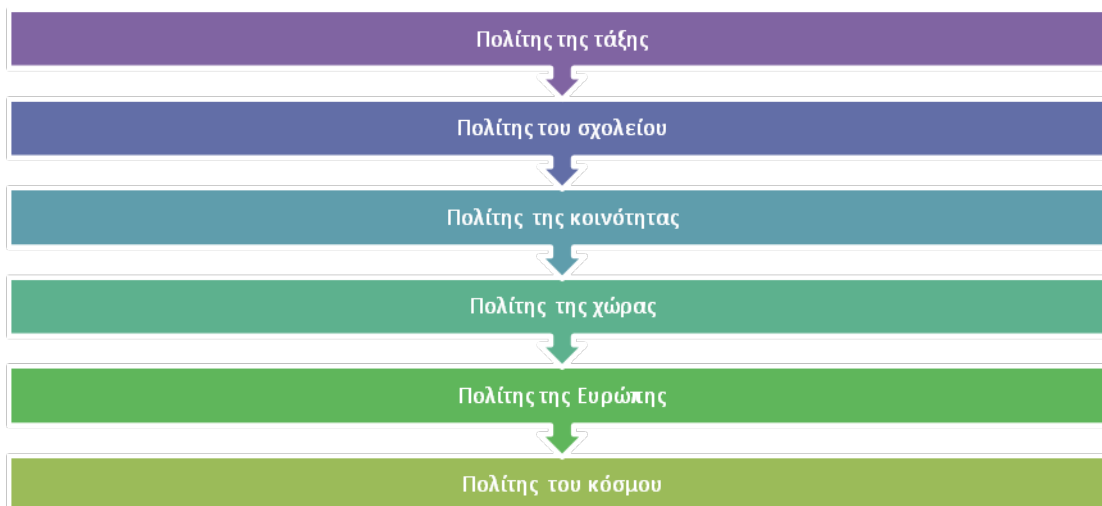 Πολίτης της τάξης
Πολίτης του σχολείου
Πολίτης της κοινότητας
Πολίτης της χώρας
Πολίτης της Ευρώπης
Πολίτης του κόσμου